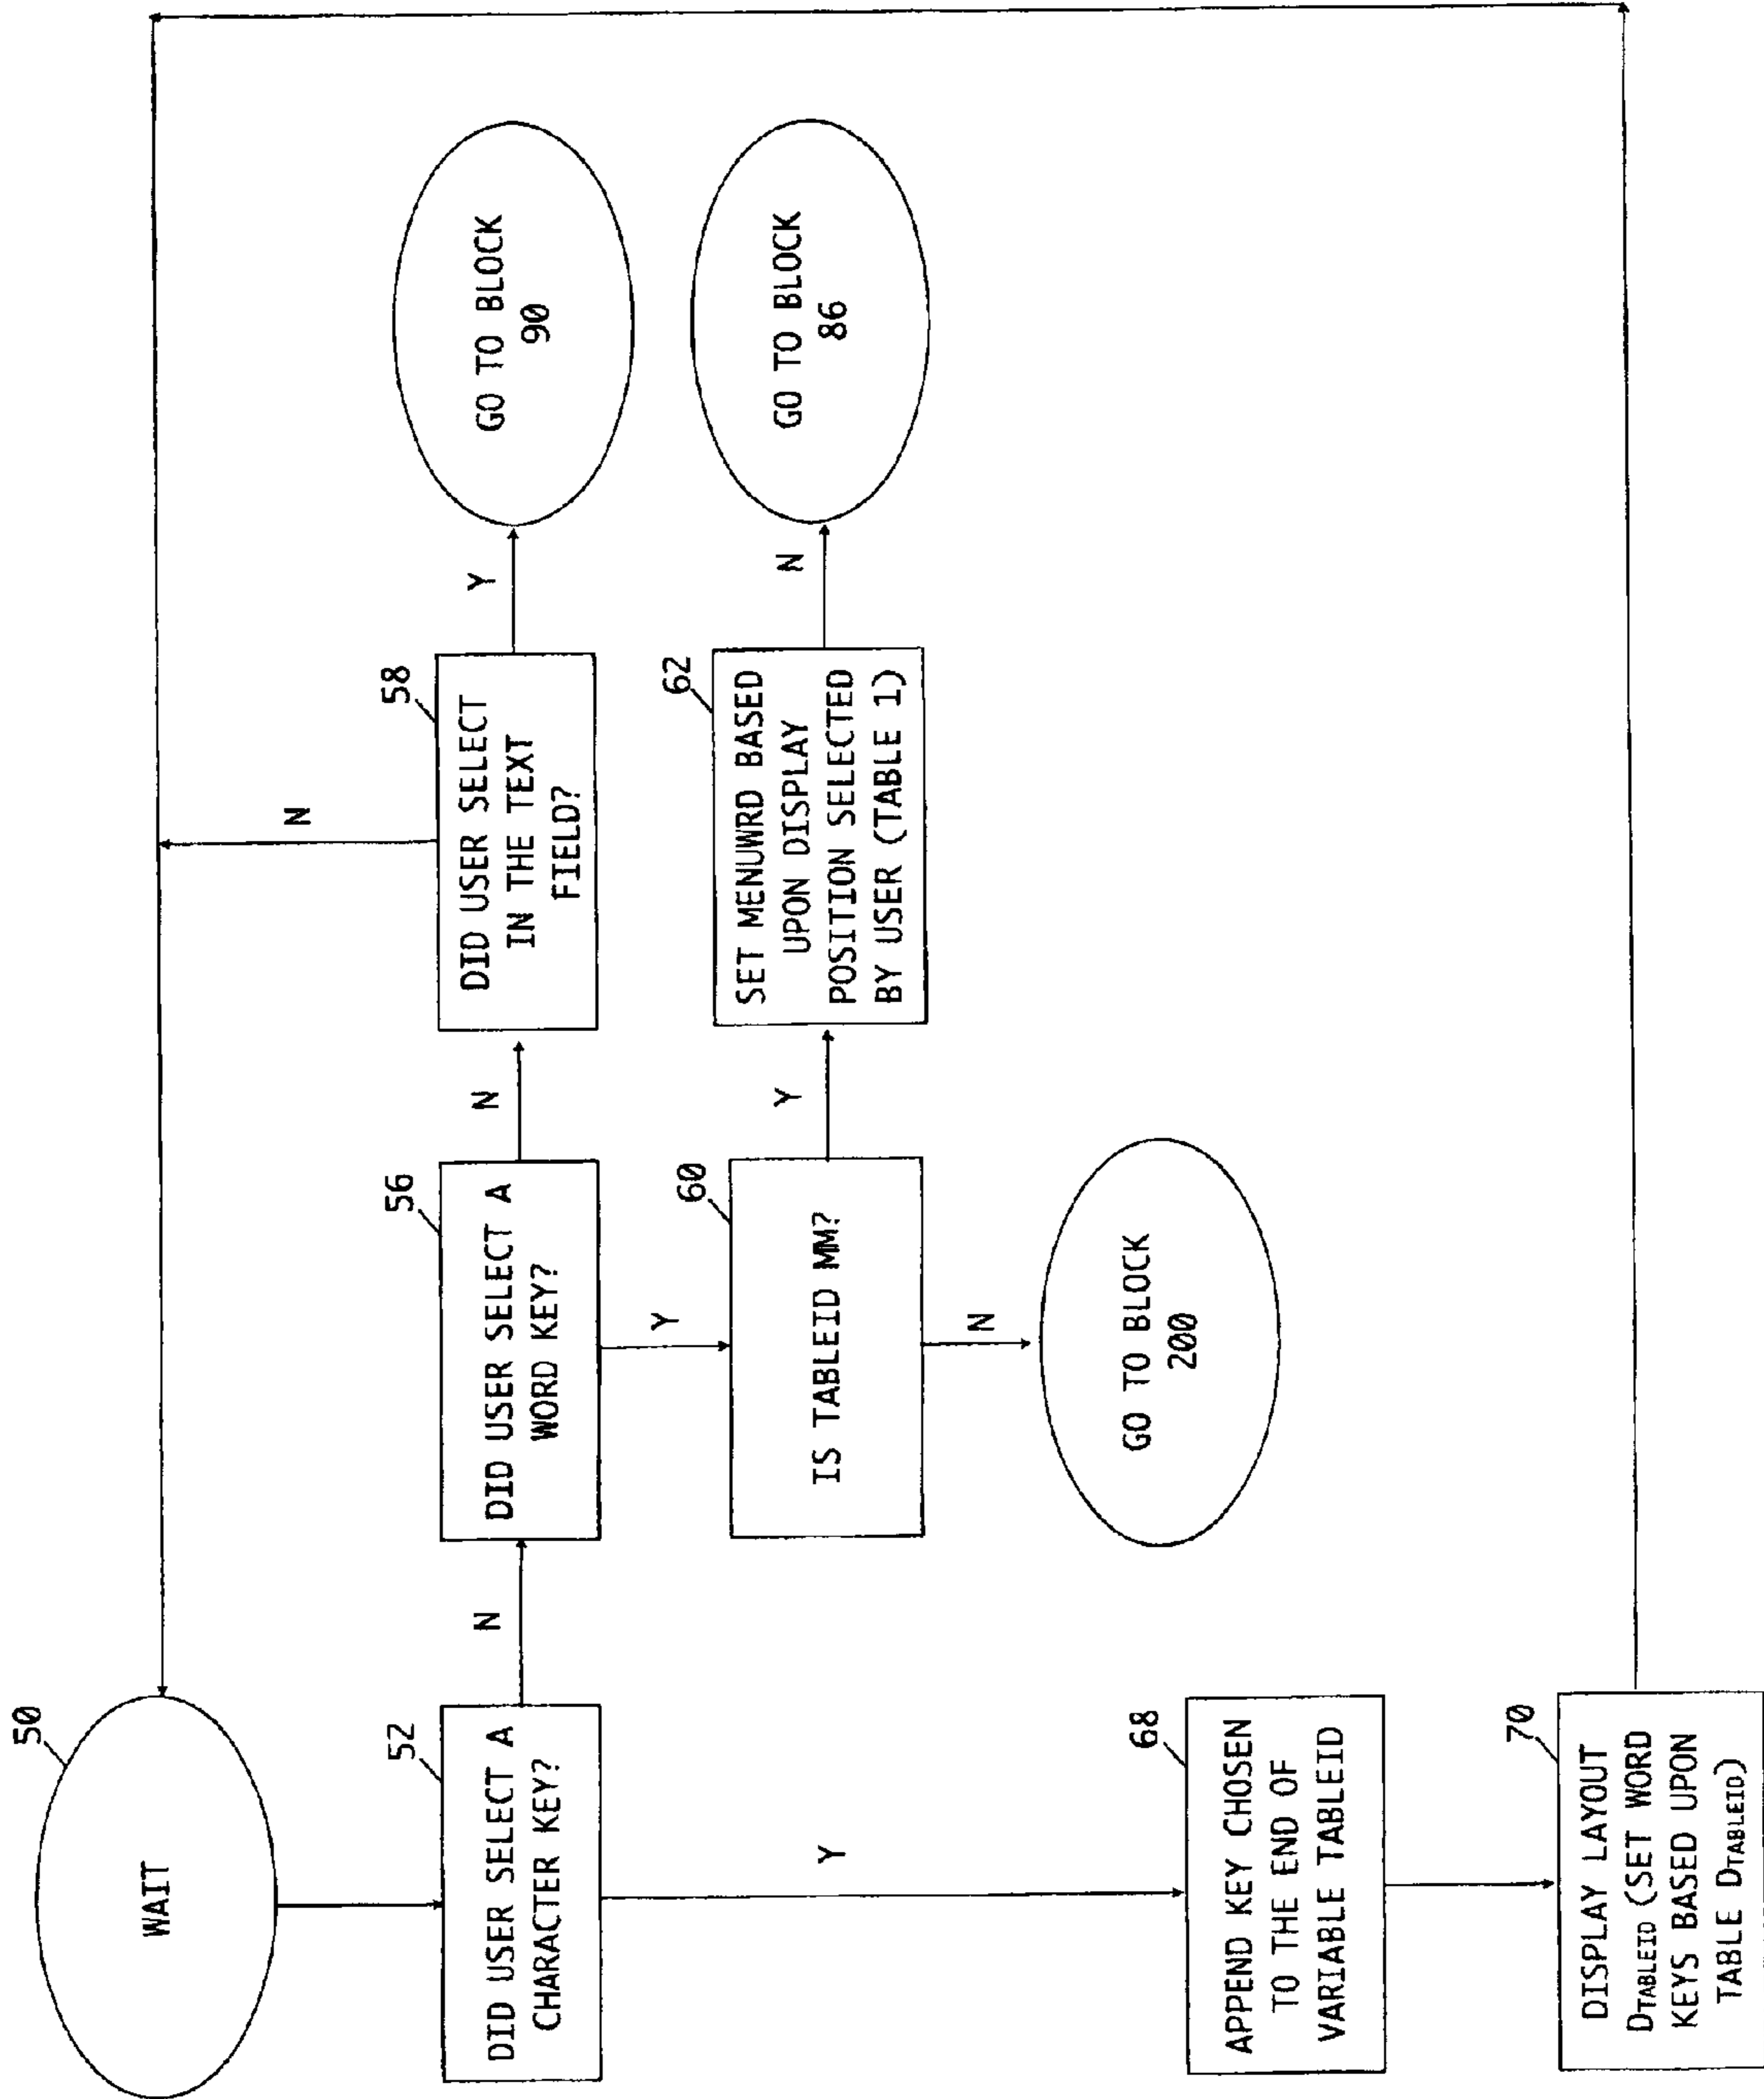 50
WAIT
52
DID USER SELECT A
CHARACTER KEY?
N
56
DID USER SELECT A
WORD KEY?
N
58
DID USER SELECT
IN THE TEXT
FIELD?
N
Y
GO TO BLOCK
90
Y
60
IS TABLEID MM?
Y
62
SET MENUWRD BASED
UPON DISPLAY
POSITION SELECTED
BY USER (TABLE 1)
N
GO TO BLOCK
86
N
GO TO BLOCK
200
Y
68
APPEND KEY CHOSEN
TO THE END OF
VARIABLE TABLEID
70
DISPLAY LAYOUT
DTABLEID (SET WORD
KEYS BASED UPON
TABLE DTABLEID)